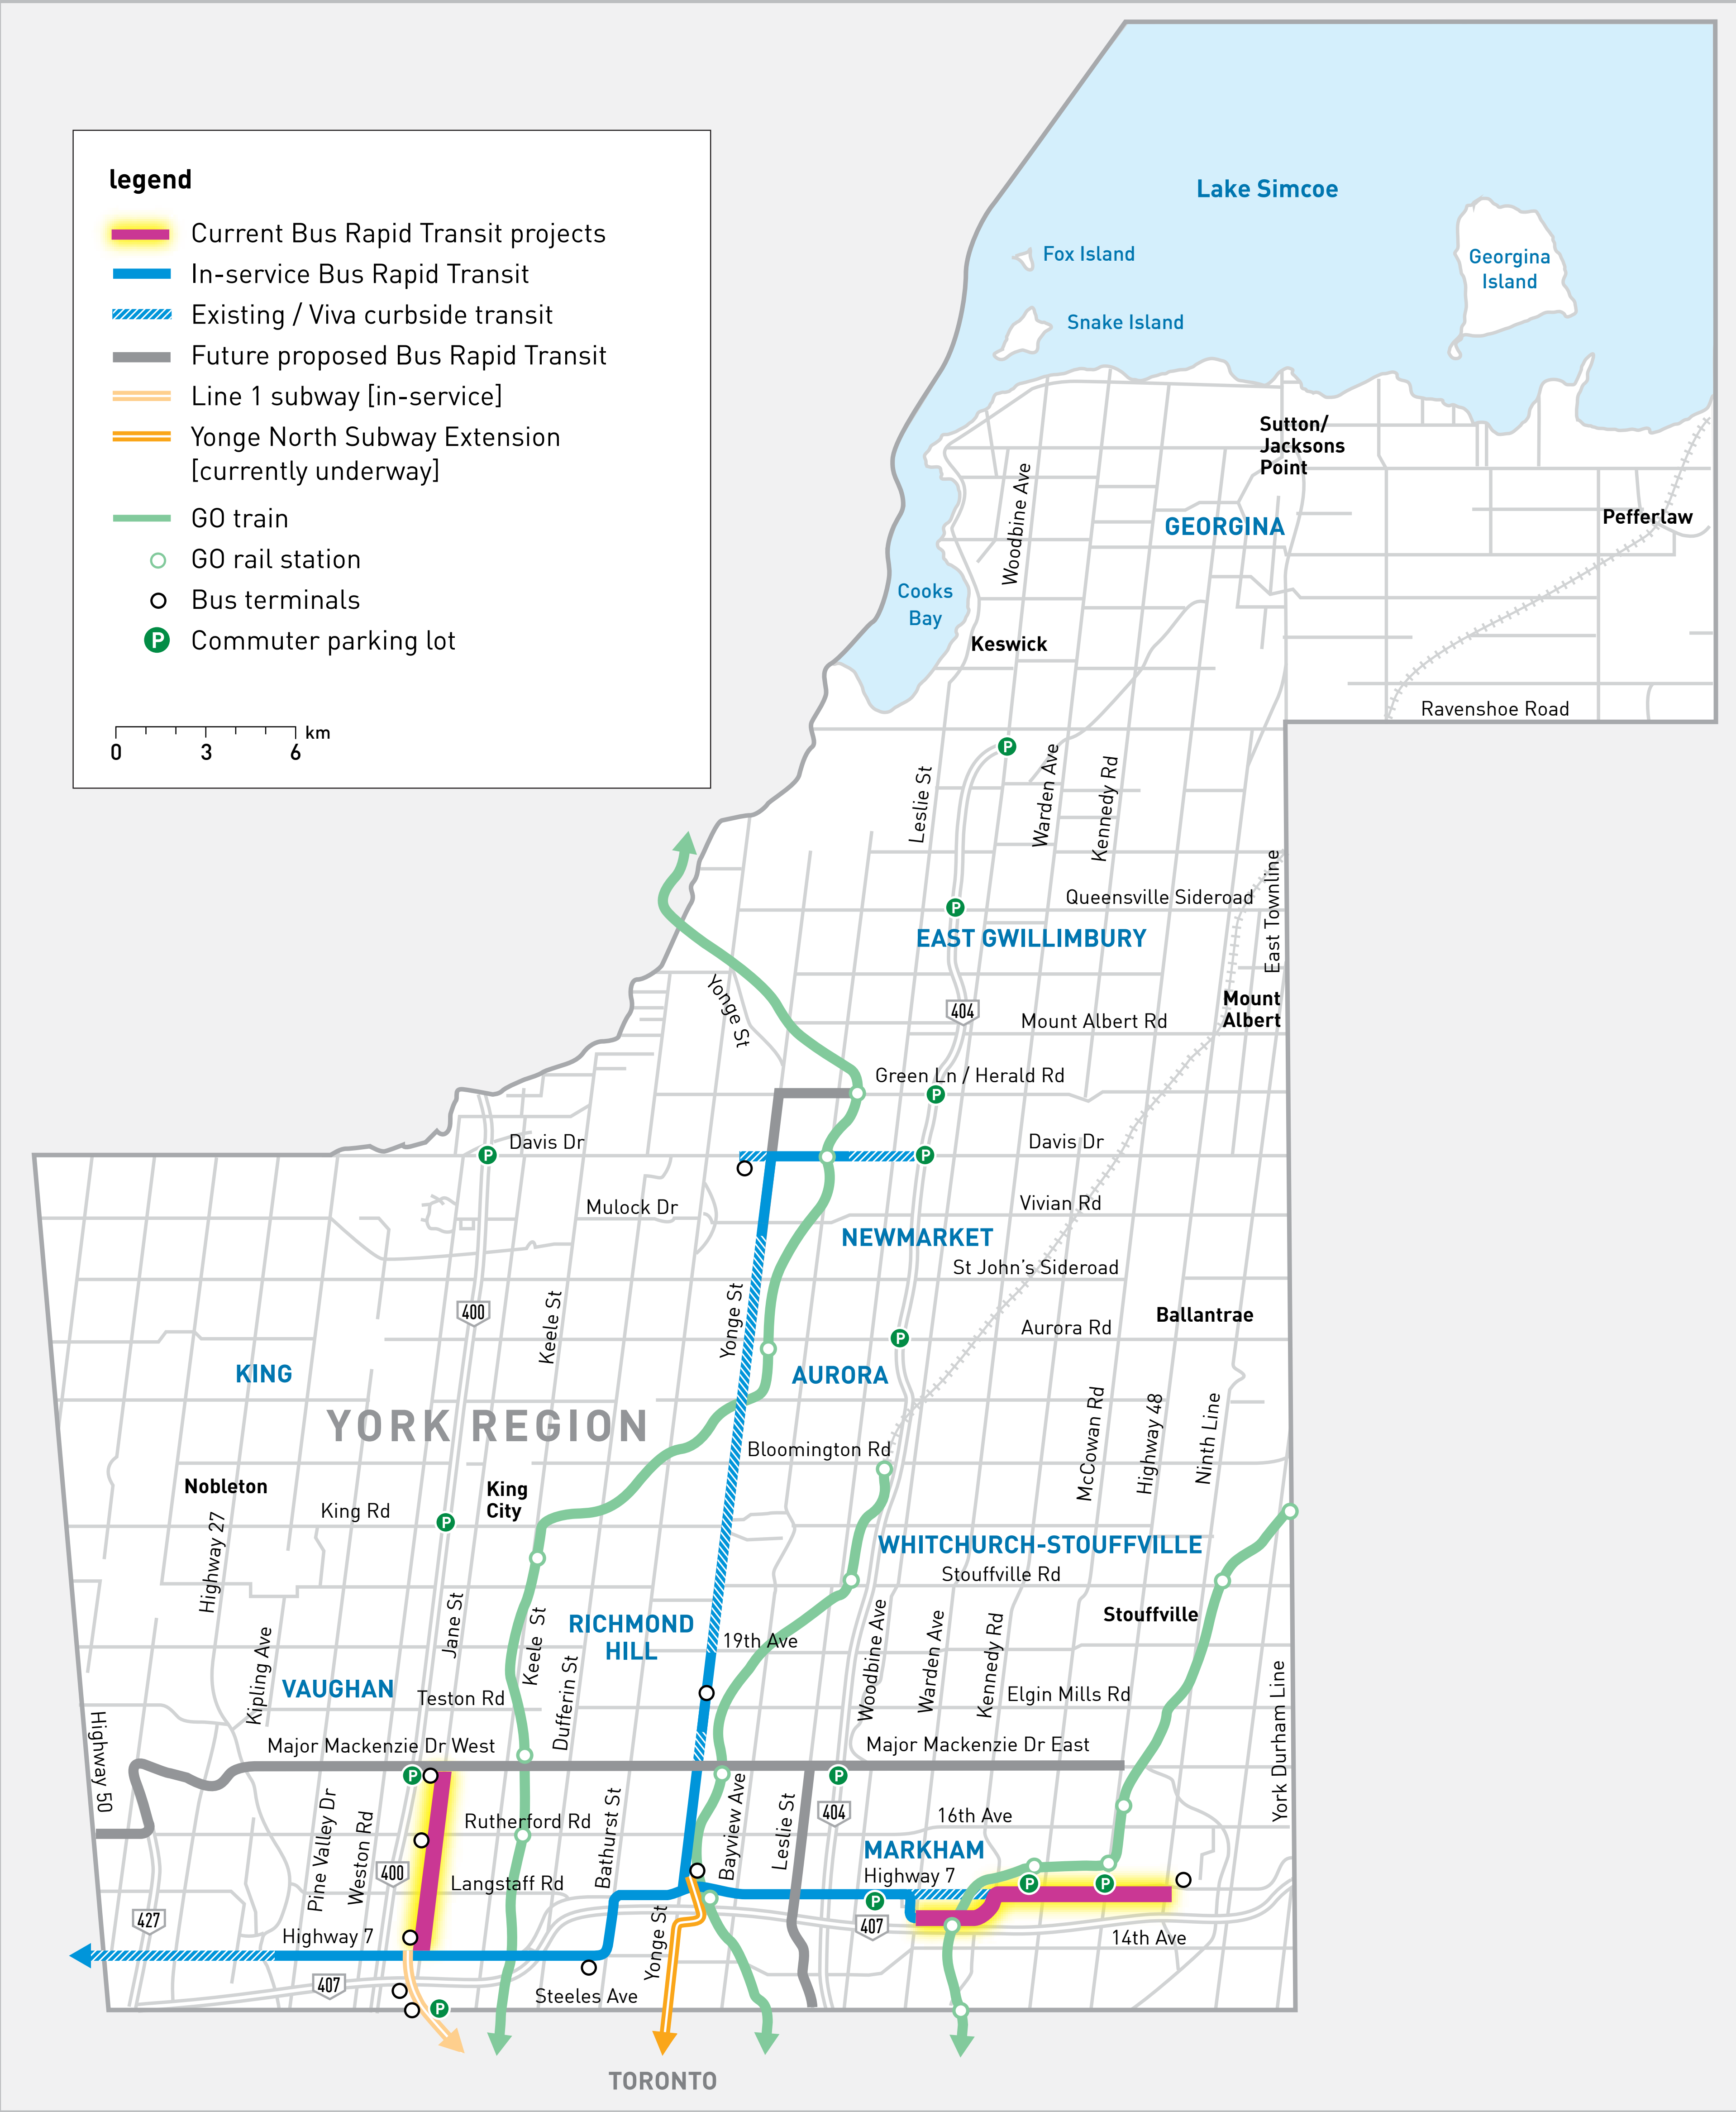 legend
Current Bus Rapid Transit projects
In-service Bus Rapid Transit
Existing / Viva curbside transit
Future proposed Bus Rapid Transit
Line 1 subway [in-service]
Yonge North Subway Extension
[currently underway]
GO train
GO rail station
Bus terminals
P
Commuter parking lot
km
0
3
6
Lake Simcoe
Fox Island
Georgina
Island
Snake Island
Sutton/
Jacksons
Point
Woodbine Ave
GEORGINA
Pefferlaw
Cooks
Bay
Keswick
Ravenshoe Road
P
Leslie St
Warden Ave
Kennedy Rd
Queensville Sideroad
P
East Townline
EAST GWILLIMBURY
Yonge St
404
Mount
Albert
Mount Albert Rd
Green Ln / Herald Rd
P
Davis Dr
P
Davis Dr
P
Mulock Dr
Vivian Rd
NEWMARKET
St John's Sideroad
400
Keele St
Yonge St
Ballantrae
Aurora Rd
P
KING
AURORA
YORK REGION
McCowan Rd
Highway 48
Ninth Line
Bloomington Rd
Nobleton
King
City
King Rd
P
Highway 27
WHITCHURCH-STOUFFVILLE
Stouffville Rd
Jane St
Keele St
RICHMOND
HILL
Stouffville
19th Ave
Woodbine Ave
Warden Ave
Kennedy Rd
Kipling Ave
VAUGHAN
Teston Rd
Dufferin St
Elgin Mills Rd
York Durham Line
Highway 50
Major Mackenzie Dr West
Major Mackenzie Dr East
P
P
Pine Valley Dr
Weston Rd
Rutherford Rd
Bathurst St
Bayview Ave
Leslie St
404
16th Ave
MARKHAM
400
Langstaff Rd
Highway 7
P
P
P
427
Highway 7
Yonge St
407
14th Ave
407
Steeles Ave
P
TORONTO